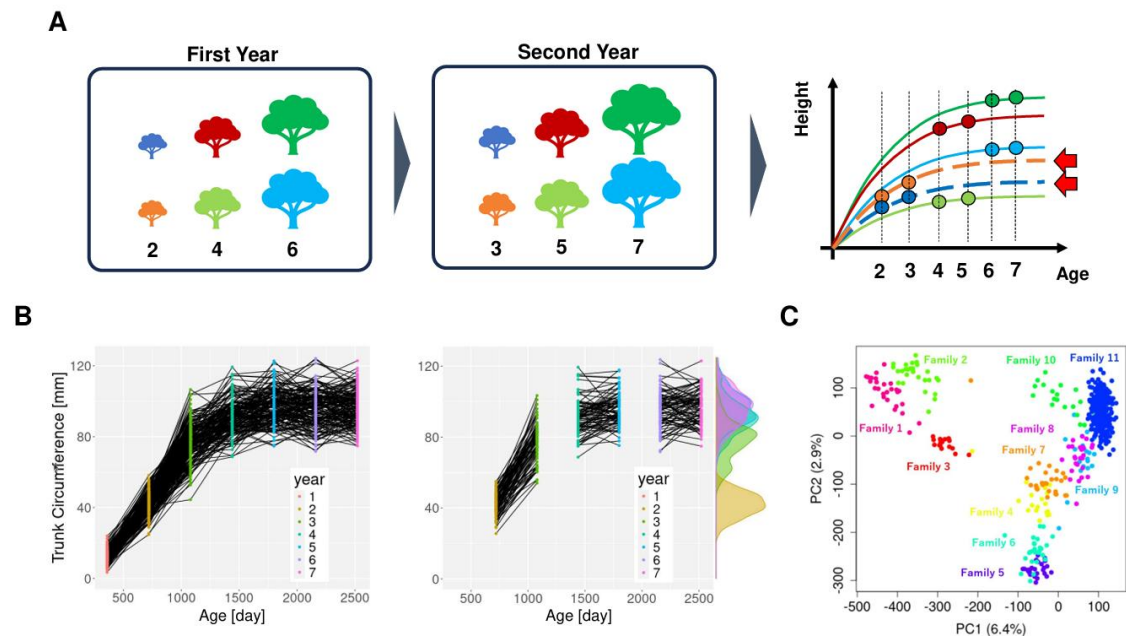 A
First Year
2 4 6
Second Year
3 5 7
Height
2 3 4 5 6 7 Age
B
Trunk Circumference [mm]
120
80
40
0
500 1000 1500 2000 2500
Age [day]
year
1
2
3
4
5
6
7
120
80
40
0
500 1000 1500 2000 2500
Age [day]
year
1
2
3
4
5
6
7
C
PC2 (2.9%)
100
0
-100
-200
-300
Family 2
Family 10
Family 11
Family 1
Family 8
Family 3
Family 7
Family 9
Family 4
Family 6
Family 5
-500 -400 -300 -200 -100 0 100
PC1 (6.4%)